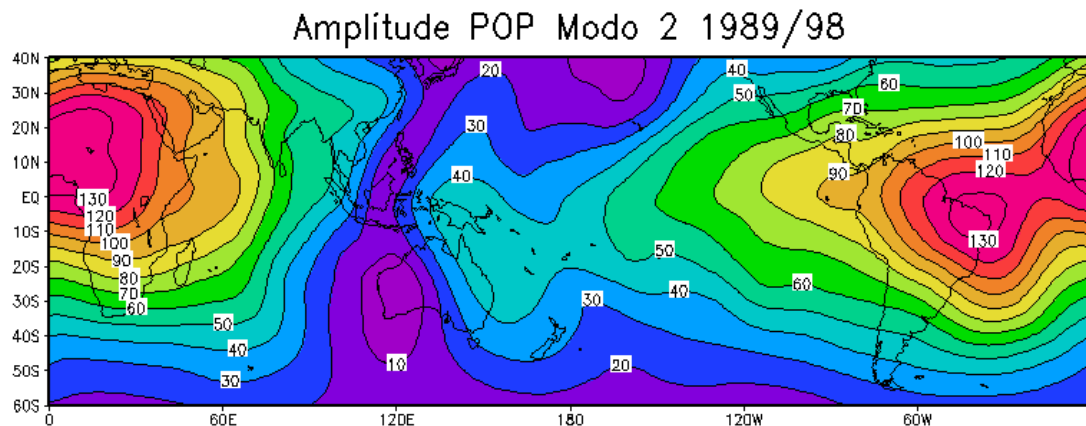 Amplitude POP Modo 2 1989/98
40N
30N
20N
10N
EQ
10S
20S
30S
40S
50S
60S
0 60E 120E 180 120W 60W
20 40 60
50 70
30 80 100
110
40 90 120
130
120
110
100 130
90 50
80 40 60
70
60 30
50
40
30 10 20